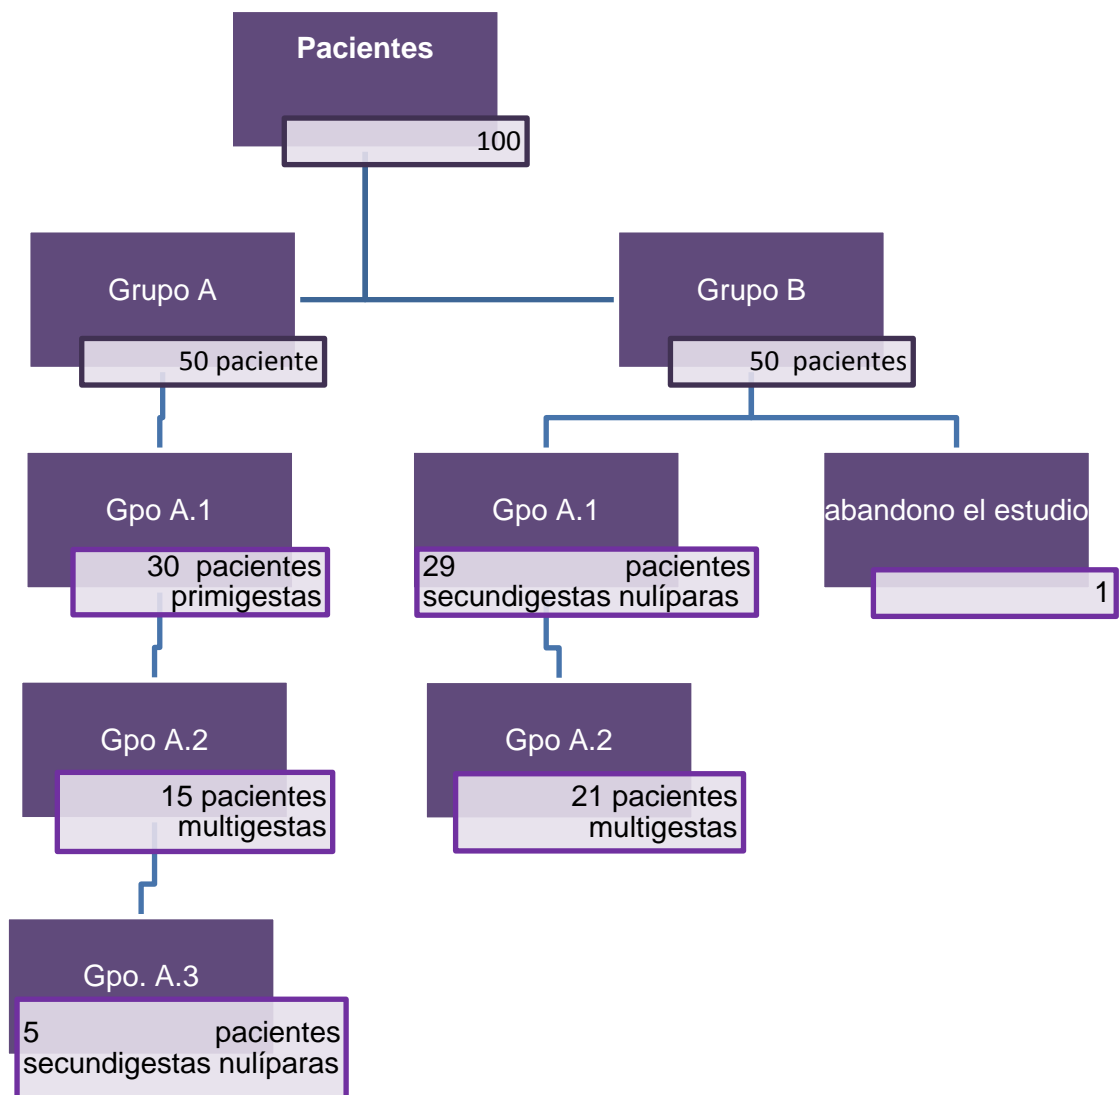 Pacientes
100
Grupo A
50 paciente
Grupo B
50 pacientes
Gpo A.1
30 pacientes
primigestas
Gpo A.1
29 pacientes
secundigestas nulíparas
abandono el estudio
1
Gpo A.2
15 pacientes
multigestas
Gpo A.2
21 pacientes
multigestas
Gpo. A.3
5 pacientes
secundigestas nulíparas